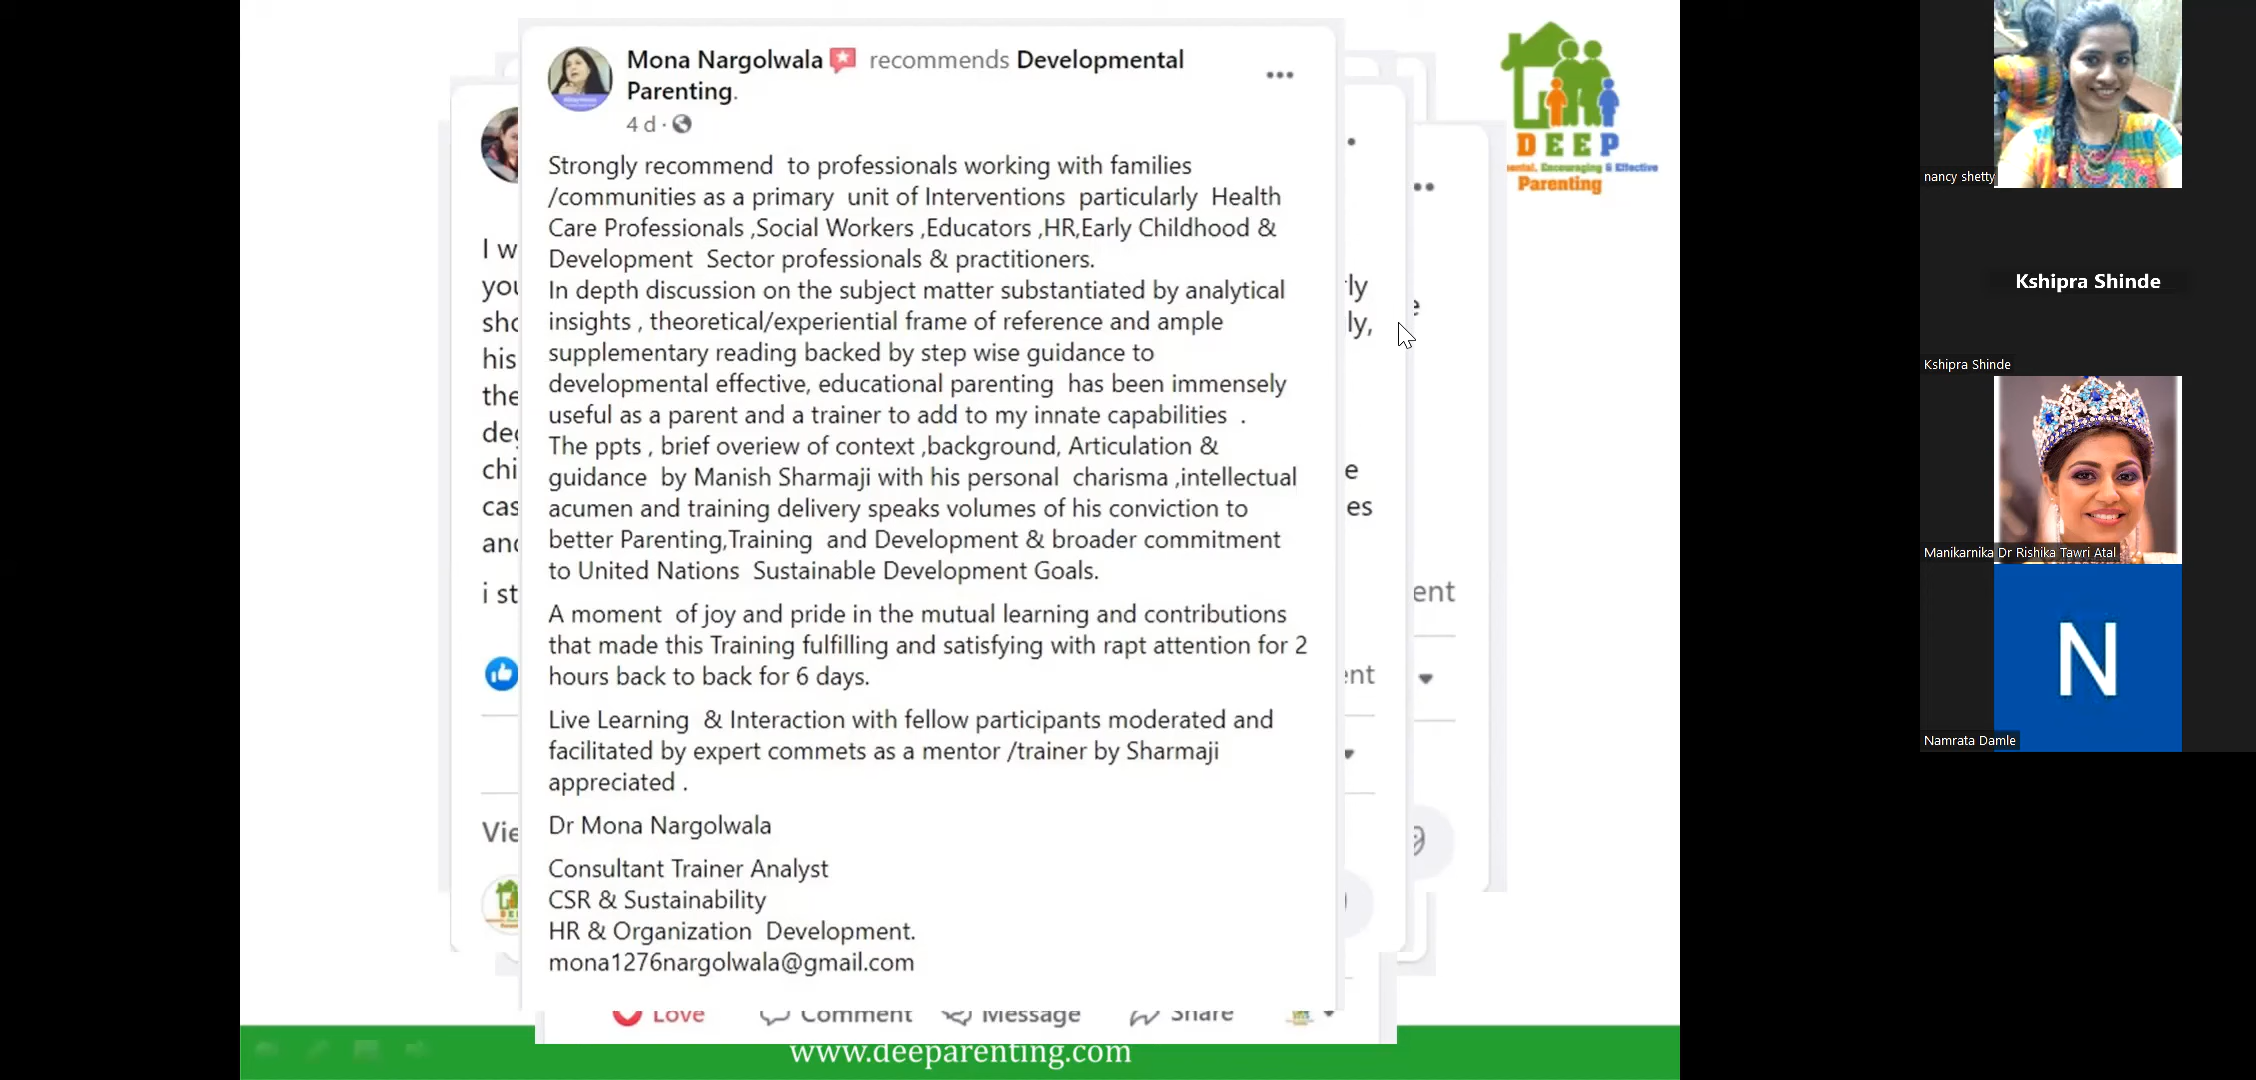 Mona Nargolwala recommends Developmental
Parenting.
4 d ·
Strongly recommend to professionals working with families
/communities as a primary unit of Interventions particularly Health
Care Professionals ,Social Workers ,Educators ,HR,Early Childhood &
Development Sector professionals & practitioners.
In depth discussion on the subject matter substantiated by analytical
insights , theoretical/experiential frame of reference and ample
supplementary reading backed by step wise guidance to
developmental effective, educational parenting has been immensely
useful as a parent and a trainer to add to my innate capabilities .
The ppts , brief overiew of context ,background, Articulation &
guidance by Manish Sharmaji with his personal charisma ,intellectual
acumen and training delivery speaks volumes of his conviction to
better Parenting,Training and Development & broader commitment
to United Nations Sustainable Development Goals.
A moment of joy and pride in the mutual learning and contributions
that made this Training fulfilling and satisfying with rapt attention for 2
hours back to back for 6 days.
Live Learning & Interaction with fellow participants moderated and
facilitated by expert commets as a mentor /trainer by Sharmaji
appreciated .
Dr Mona Nargolwala
Consultant Trainer Analyst
CSR & Sustainability
HR & Organization Development.
mona1276nargolwala@gmail.com
Love Comment Message Share
www.deeparenting.com
DEEP
Encouraging & Effective
Parenting
nancy shetty
Kshipra Shinde
Kshipra Shinde
Manikarnika Dr Rishika Tawri Atal
N
Namrata Damle